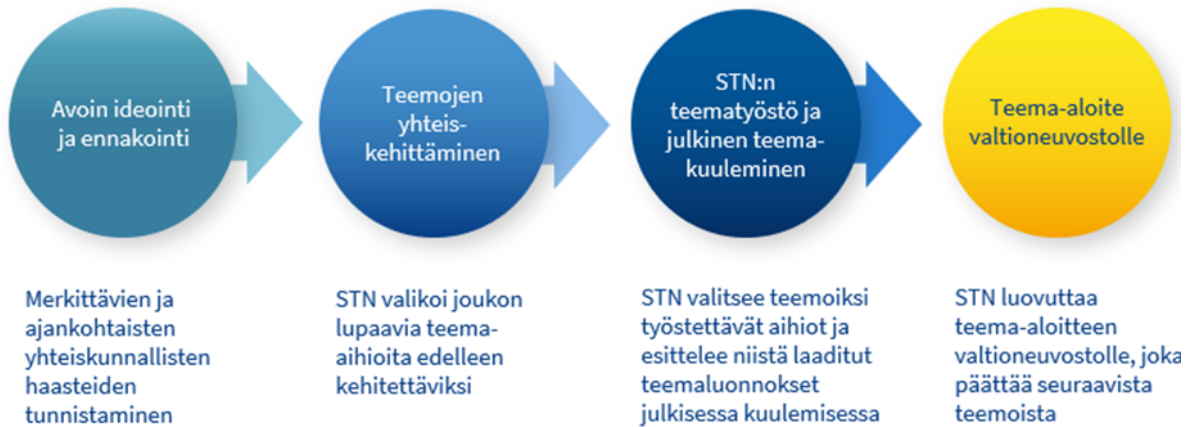 Avoin ideointi
ja ennakointi
Teemojen
yhteis-
kehittäminen
STN:n
teematyöstö ja
julkinen teema-
kuuleminen
Teema-aloite
valtioneuvostolle
Merkittävien ja
ajankohtaisten
yhteiskunnallisten
haasteiden
tunnistaminen
STN valikoi joukon
lupaavia teema-
aihioita edelleen
kehitettäviksi
STN valitsee teemoiksi
työstettävät aihiot ja
esittelee niistä laaditut
teemaluonnokset
julkisessa kuulemisessa
STN luovuttaa
teema-aloitteen
valtioneuvostolle, joka
päättää seuraavista
teemoista